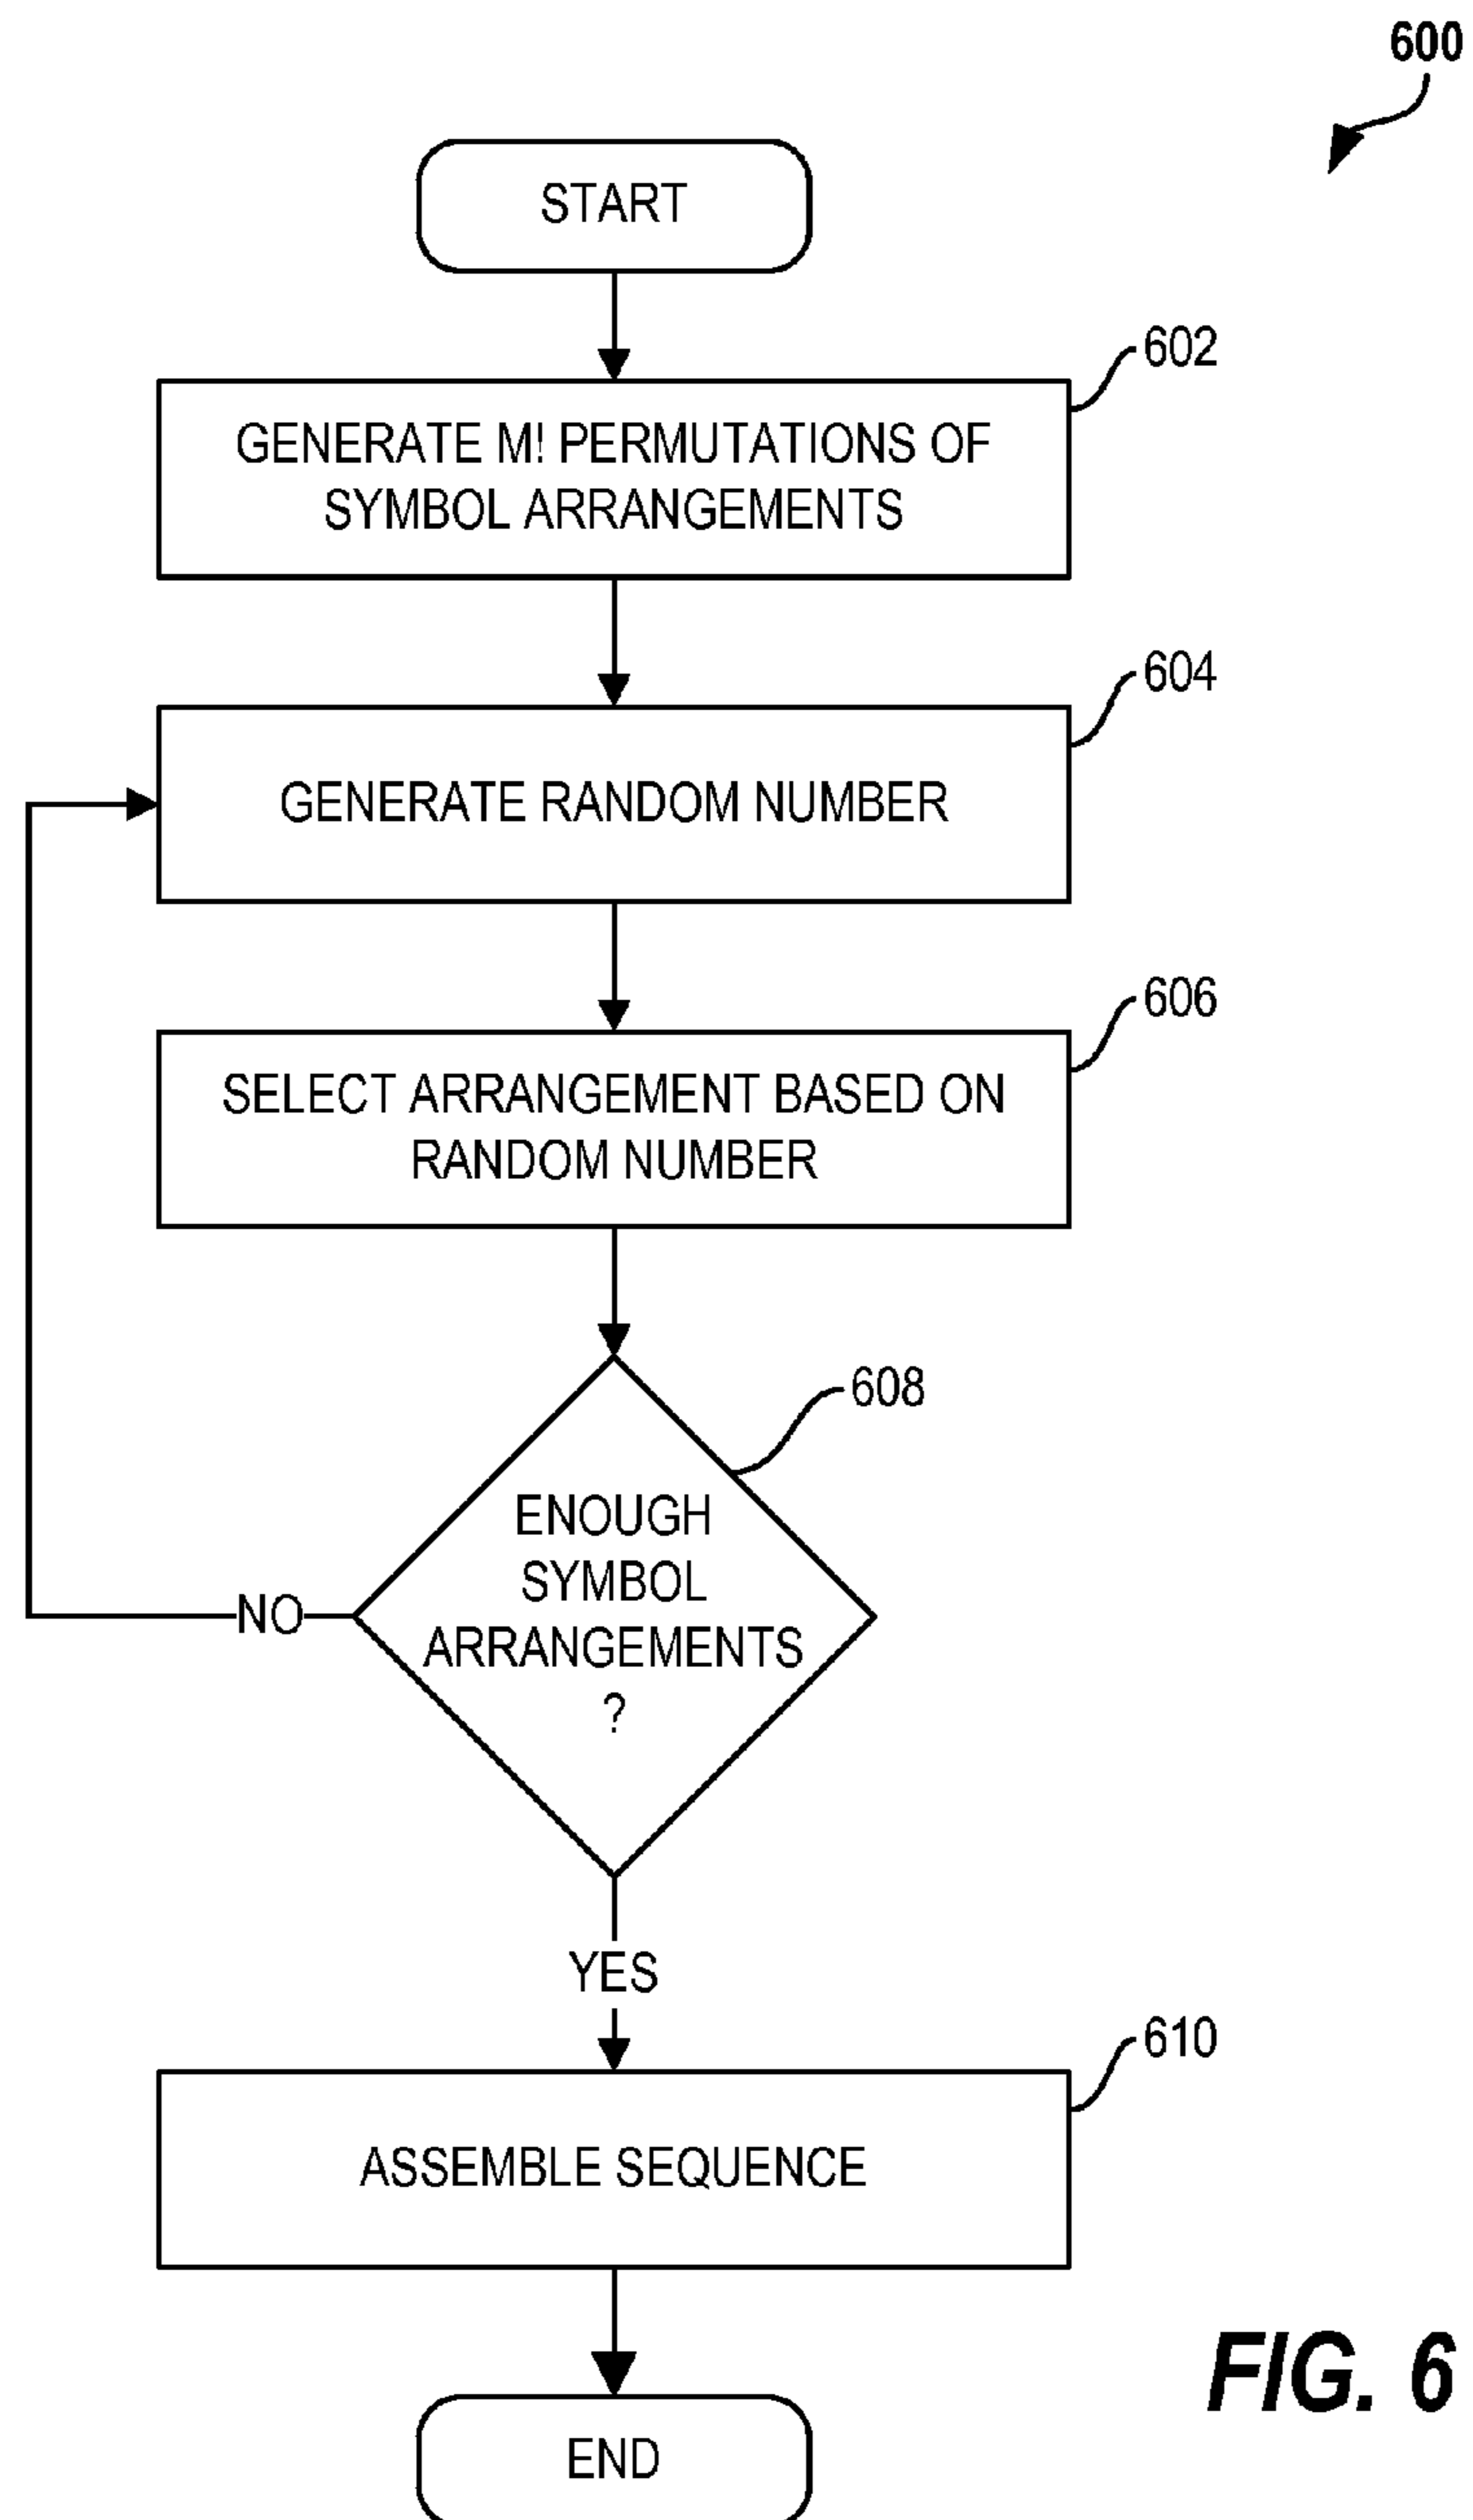 600
START
602
GENERATE M! PERMUTATIONS OF
SYMBOL ARRANGEMENTS
604
GENERATE RANDOM NUMBER
606
SELECT ARRANGEMENT BASED ON
RANDOM NUMBER
608
ENOUGH
SYMBOL
ARRANGEMENTS
?
NO
YES
610
ASSEMBLE SEQUENCE
FIG. 6
END